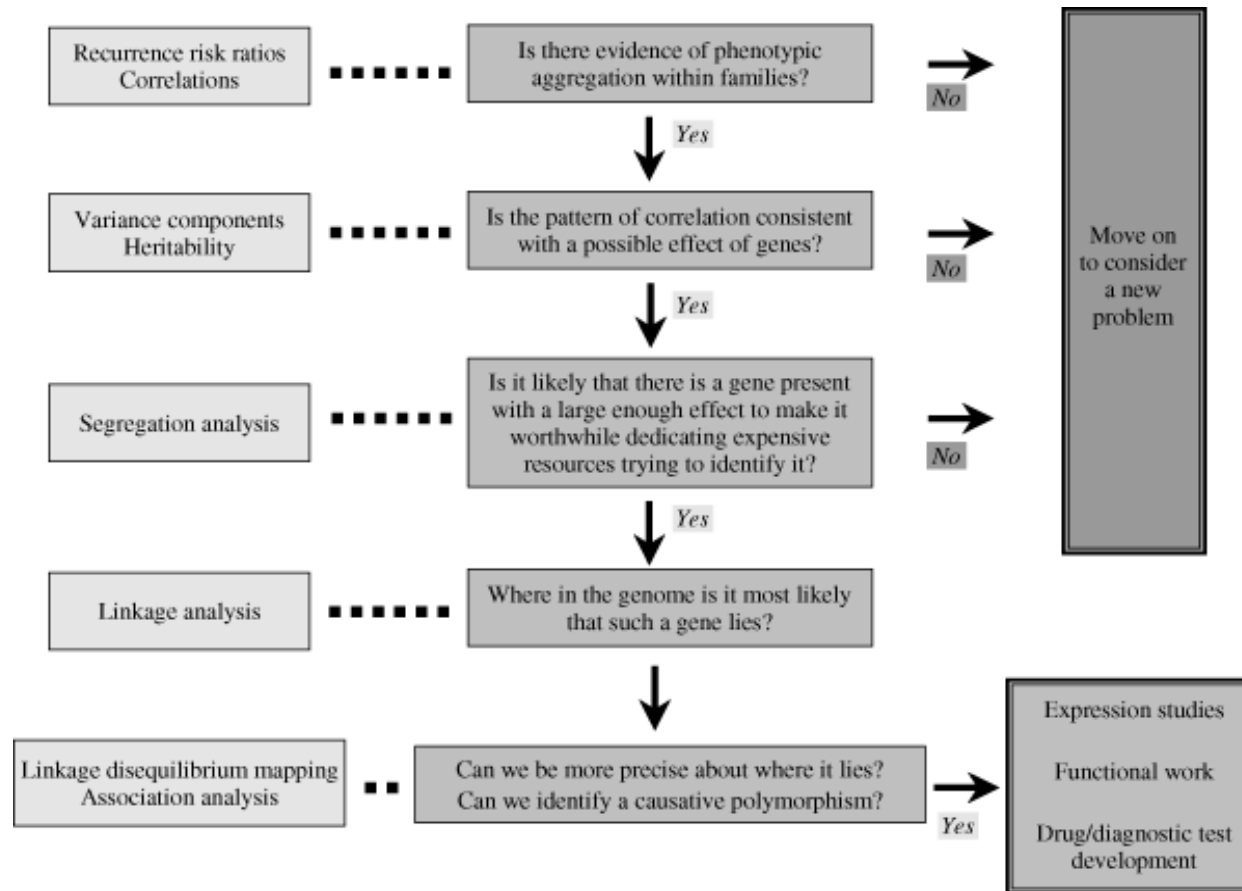 Recurrence risk ratios
Correlations
Is there evidence of phenotypic
aggregation within families?
No
Yes
Variance components
Heritability
Is the pattern of correlation consistent
with a possible effect of genes?
No
Move on
to consider
a new
problem
Yes
Segregation analysis
Is it likely that there is a gene present
with a large enough effect to make it
worthwhile dedicating expensive
resources trying to identify it?
No
Yes
Linkage analysis
Where in the genome is it most likely
that such a gene lies?
Linkage disequilibrium mapping
Association analysis
Can we be more precise about where it lies?
Can we identify a causative polymorphism?
Yes
Expression studies
Functional work
Drug/diagnostic test
development